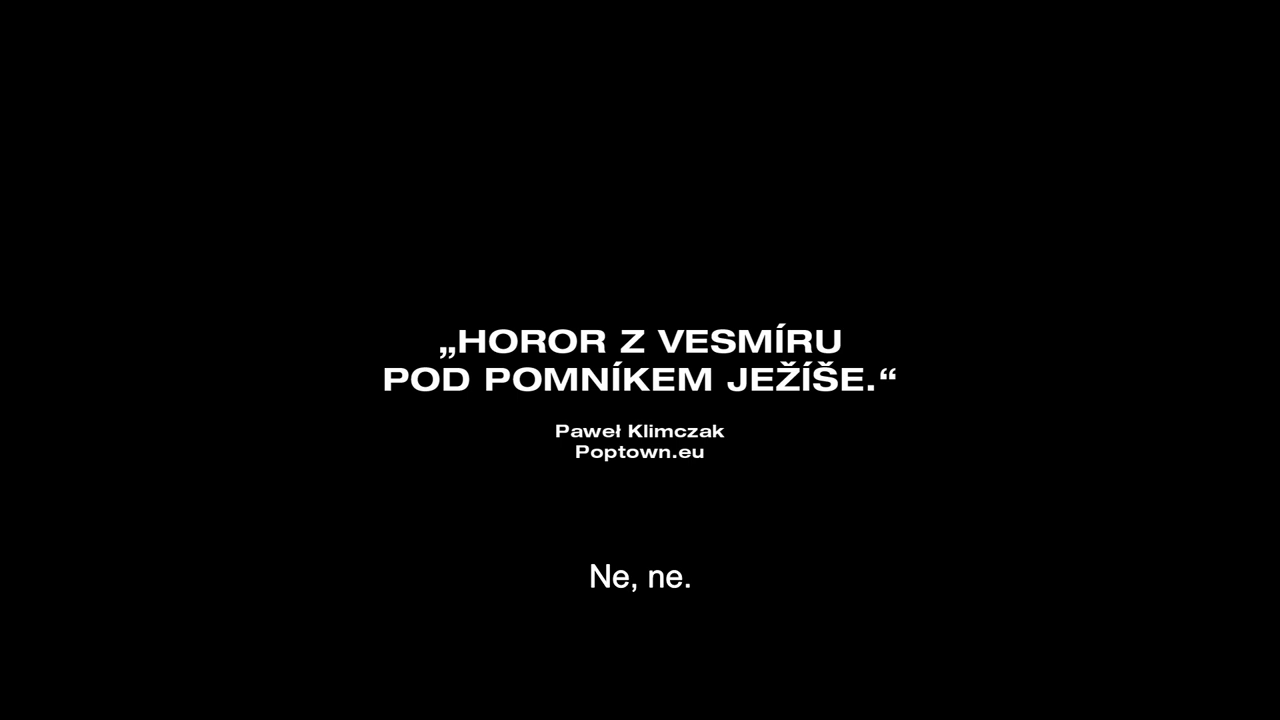 „HOROR Z VESMÍRU
POD POMNÍKEM JEŽÍŠE.“
Paweł Klimczak
Poptown.eu
Ne, ne.